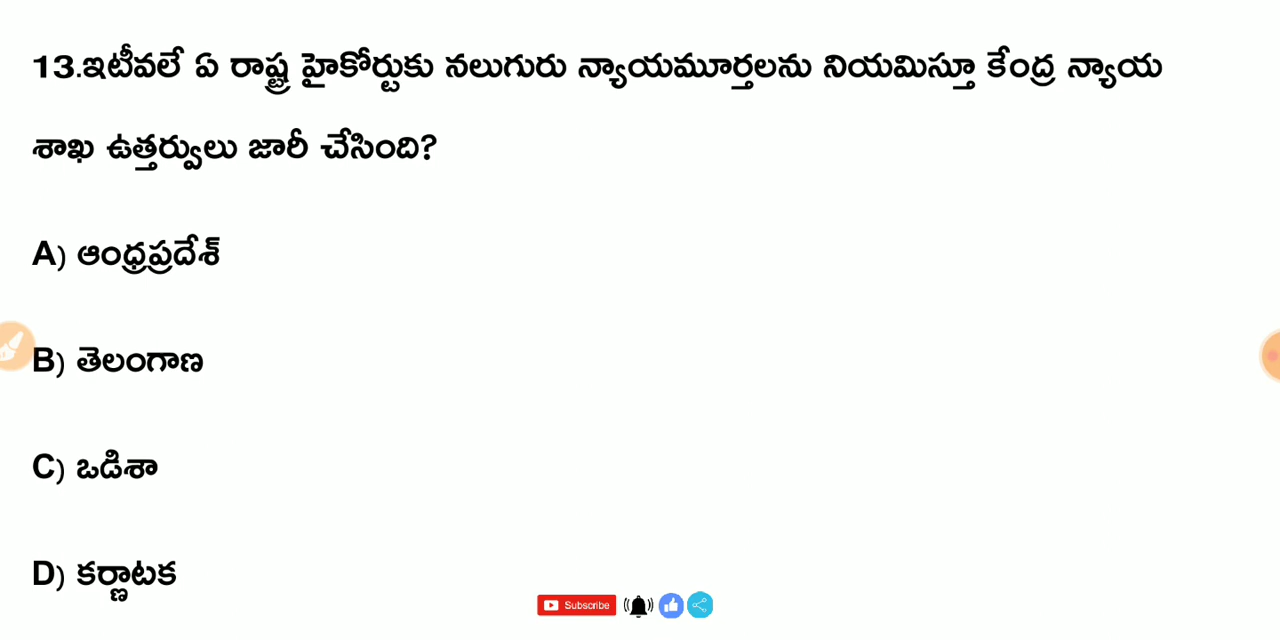 13.ఇటీవలే ఏ రాష్ట్ర హైకోర్టుకు నలుగురు న్యాయమూర్తలను నియమిస్తూ కేంద్ర న్యాయ
శాఖ ఉత్తర్వులు జారీ చేసింది?
A) ఆంధ్రప్రదేశ్
B) తెలంగాణ
C) ఒడిశా
D) కర్ణాటక
Subscribe